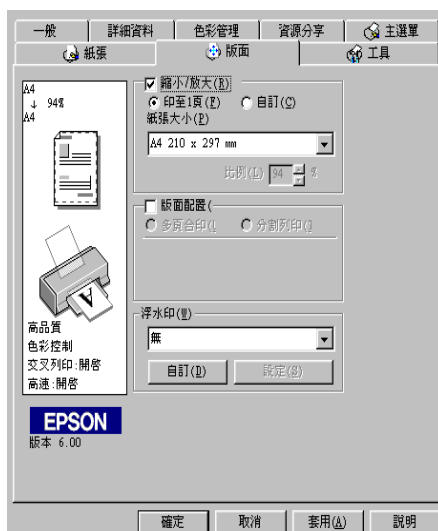 一般 詳細資料 色彩管理 資源分享 主選單
紙張 版面 工具
A4
↓ 94%
A4
高品質
色彩控制
交叉列印:開啓
高速:開啓
EPSON
版本 6.00
縮小/放大(R)
印至1頁(F) 自訂(C)
紙張大小(P)
A4 210 x 297 mm
比例(L) 94 %
版面配置(
多頁合印( 分割列印(
浮水印(W)
無
自訂(D) 設定(S)
確定 取消 套用(A) 說明